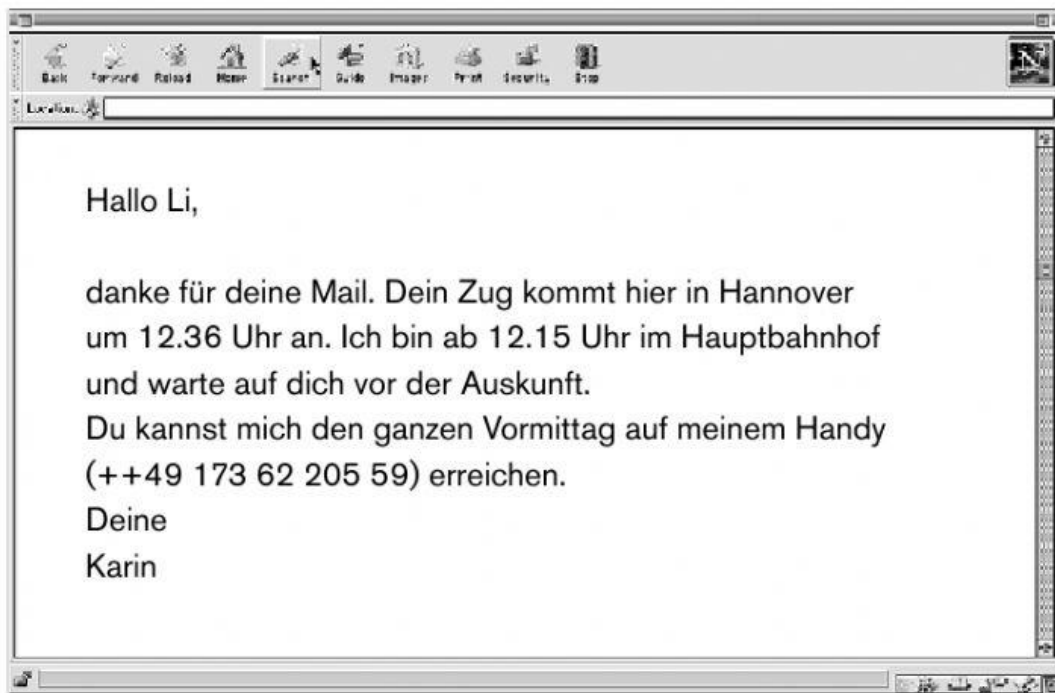 Back Forward Reload Home Search Guide Images Print Security Stop
N
Location:
Hallo Li,
danke für deine Mail. Dein Zug kommt hier in Hannover
um 12.36 Uhr an. Ich bin ab 12.15 Uhr im Hauptbahnhof
und warte auf dich vor der Auskunft.
Du kannst mich den ganzen Vormittag auf meinem Handy
(++49 173 62 205 59) erreichen.
Deine
Karin